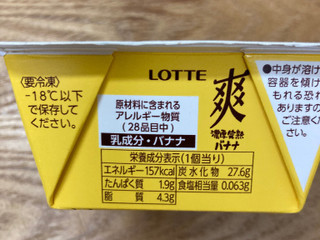 〈要冷凍〉
-18℃以下
で保存して
ください。
LOTTE
爽
濃厚完熟
バナナ
原材料に含まれる
アレルギー物質
(28品目中)
乳成分・バナナ
栄養成分表示(1個当り)
エネルギー157kcal 炭水化物 27.6g
たんぱく質 1.9g 食塩相当量 0.063g
脂質 4.3g
●中身が溶け
容器を傾け
もれる恐れ
ありますの
ご注意くだ
い。